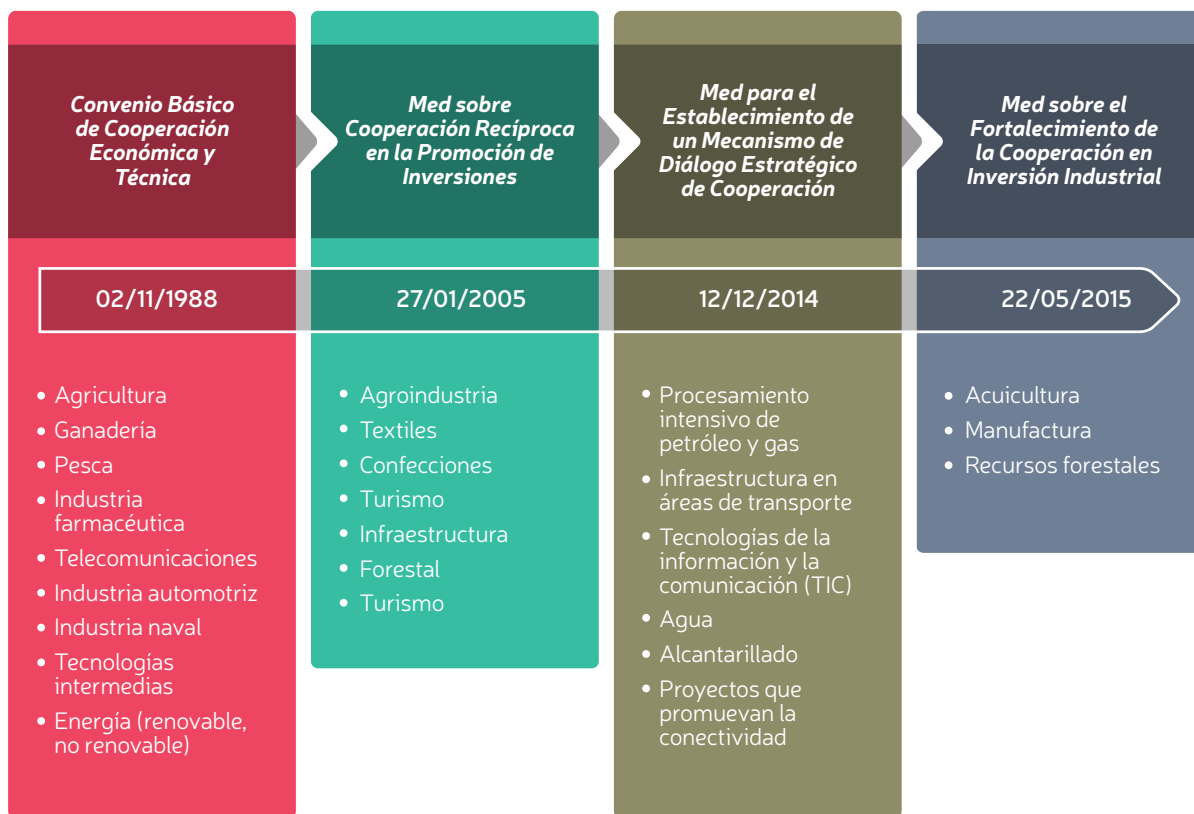 Convenio Básico
de Cooperación
Económica y
Técnica
02/11/1988
• Agricultura
• Ganadería
• Pesca
• Industria
farmacéutica
• Telecomunicaciones
• Industria automotriz
• Industria naval
• Tecnologías
intermedias
• Energía (renovable,
no renovable)
Med sobre
Cooperación Recíproca
en la Promoción de
Inversiones
27/01/2005
• Agroindustria
• Textiles
• Confecciones
• Turismo
• Infraestructura
• Forestal
• Turismo
Med para el
Establecimiento de
un Mecanismo de
Diálogo Estratégico
de Cooperación
12/12/2014
• Procesamiento
intensivo de
petróleo y gas
• Infraestructura en
áreas de transporte
• Tecnologías de la
información y la
comunicación (TIC)
• Agua
• Alcantarillado
• Proyectos que
promuevan la
conectividad
Med sobre el
Fortalecimiento de
la Cooperación en
Inversión Industrial
22/05/2015
• Acuicultura
• Manufactura
• Recursos forestales